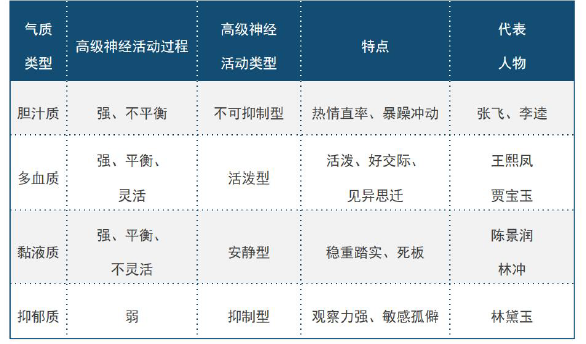 气质类型 高级神经活动过程 高级神经活动类型 特点 代表人物
胆汁质 强、不平衡 不可抑制型 热情直率、暴躁冲动 张飞、李逵
多血质 强、平衡、灵活 活泼型 活泼、好交际、见异思迁 王熙凤 贾宝玉
黏液质 强、平衡、不灵活 安静型 稳重踏实、死板 陈景润 林冲
抑郁质 弱 抑制型 观察力强、敏感孤僻 林黛玉